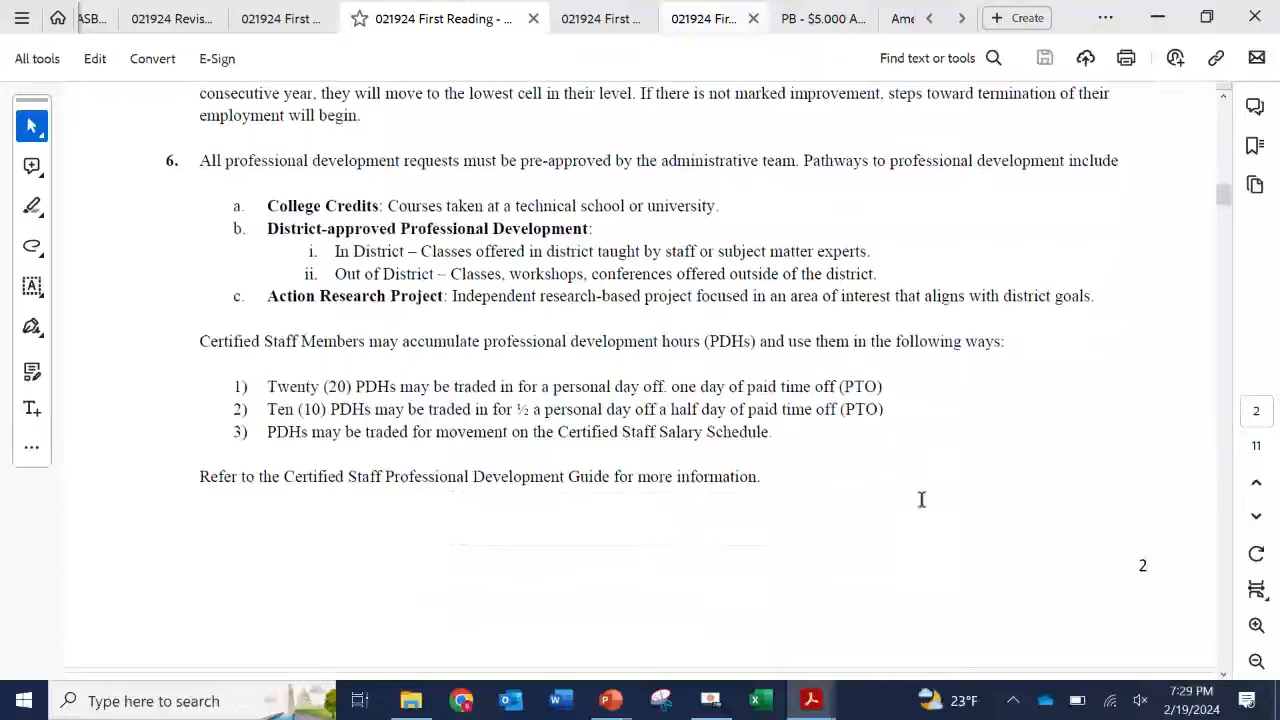 ASB...
021924 Revis...
021924 First ...
021924 First Reading - ...
021924 First ...
021924 Fir...
PB - $5.000 A...
Ame
Create
All tools
Edit
Convert
E-Sign
Find text or tools
consecutive year, they will move to the lowest cell in their level. If there is not marked improvement, steps toward termination of their
employment will begin.
6. All professional development requests must be pre-approved by the administrative team. Pathways to professional development include
a. College Credits: Courses taken at a technical school or university.
b. District-approved Professional Development:
i. In District – Classes offered in district taught by staff or subject matter experts.
ii. Out of District – Classes, workshops, conferences offered outside of the district.
c. Action Research Project: Independent research-based project focused in an area of interest that aligns with district goals.
Certified Staff Members may accumulate professional development hours (PDHs) and use them in the following ways:
1) Twenty (20) PDHs may be traded in for a personal day off. one day of paid time off (PTO)
2) Ten (10) PDHs may be traded in for ½ a personal day off a half day of paid time off (PTO)
3) PDHs may be traded for movement on the Certified Staff Salary Schedule.
Refer to the Certified Staff Professional Development Guide for more information.
2
2
11
Type here to search
23°F
7:29 PM
2/19/2024